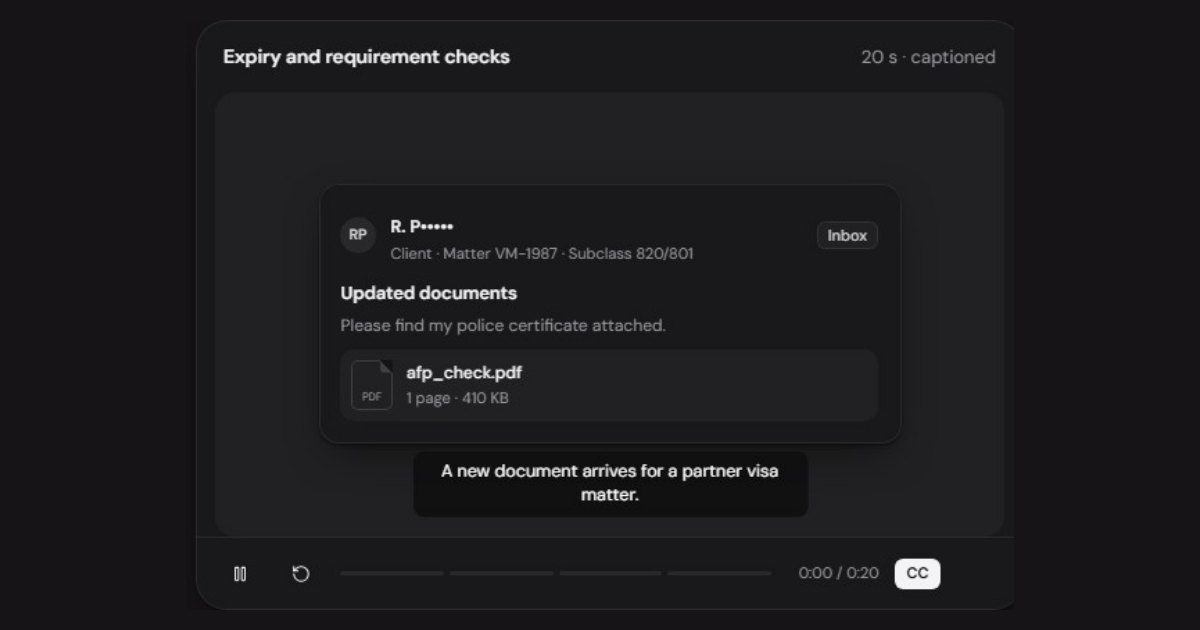 Expiry and requirement checks
20 s · captioned
RP
R. P•••••
Inbox
Client · Matter VM-1987 · Subclass 820/801
Updated documents
Please find my police certificate attached.
PDF
afp_check.pdf
1 page · 410 KB
A new document arrives for a partner visa
matter.
0:00 / 0:20
CC